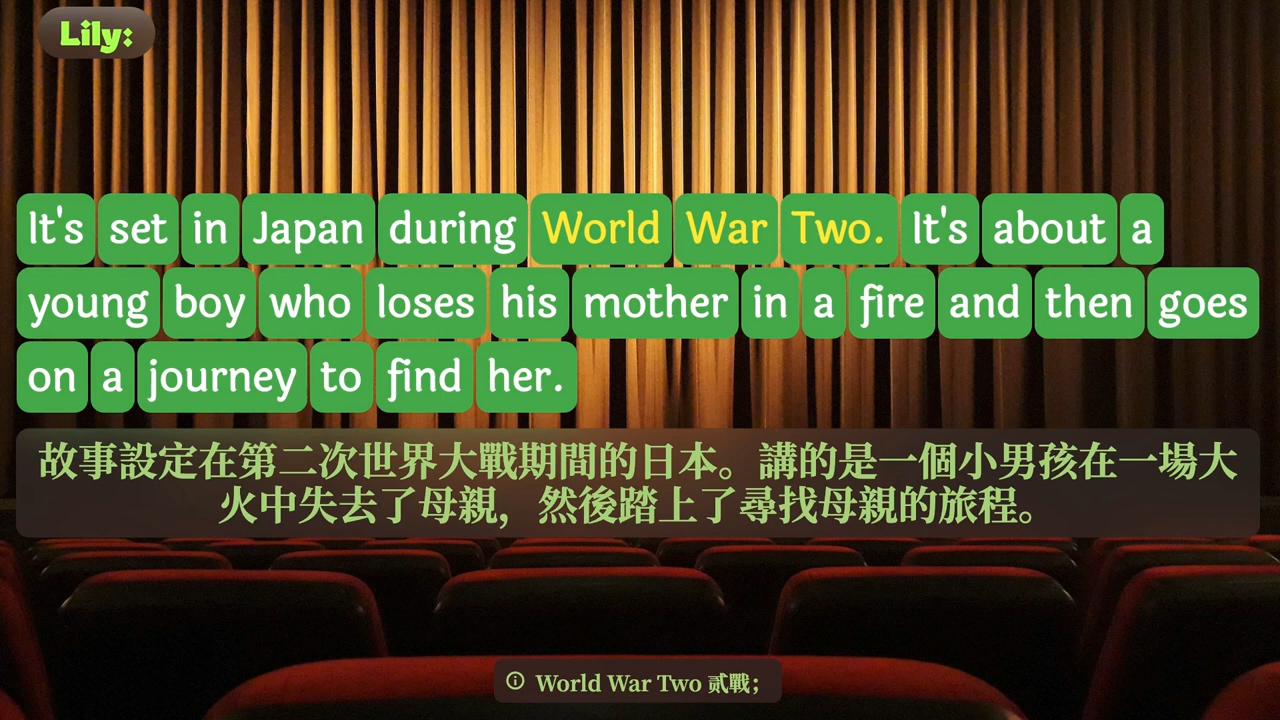 Lily:
It's set in Japan during World War Two. It's about a
young boy who loses his mother in a fire and then goes
on a journey to find her.
故事設定在第二次世界大戰期間的日本。講的是一個小男孩在一場大
火中失去了母親，然後踏上了尋找母親的旅程。
World War Two 贰戰；